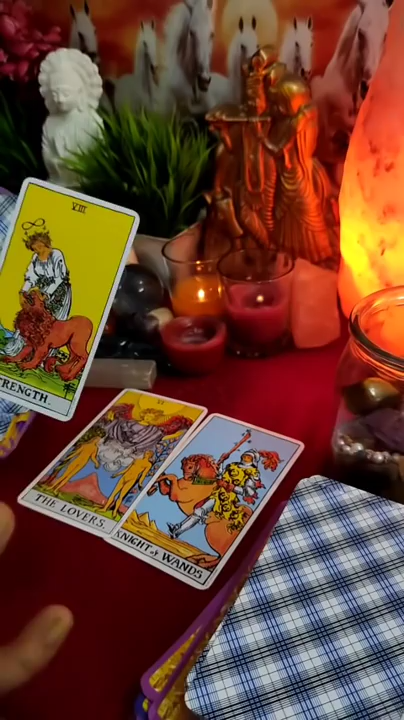 VIII
STRENGTH.
VI
THE LOVERS.
KNIGHT of WANDS